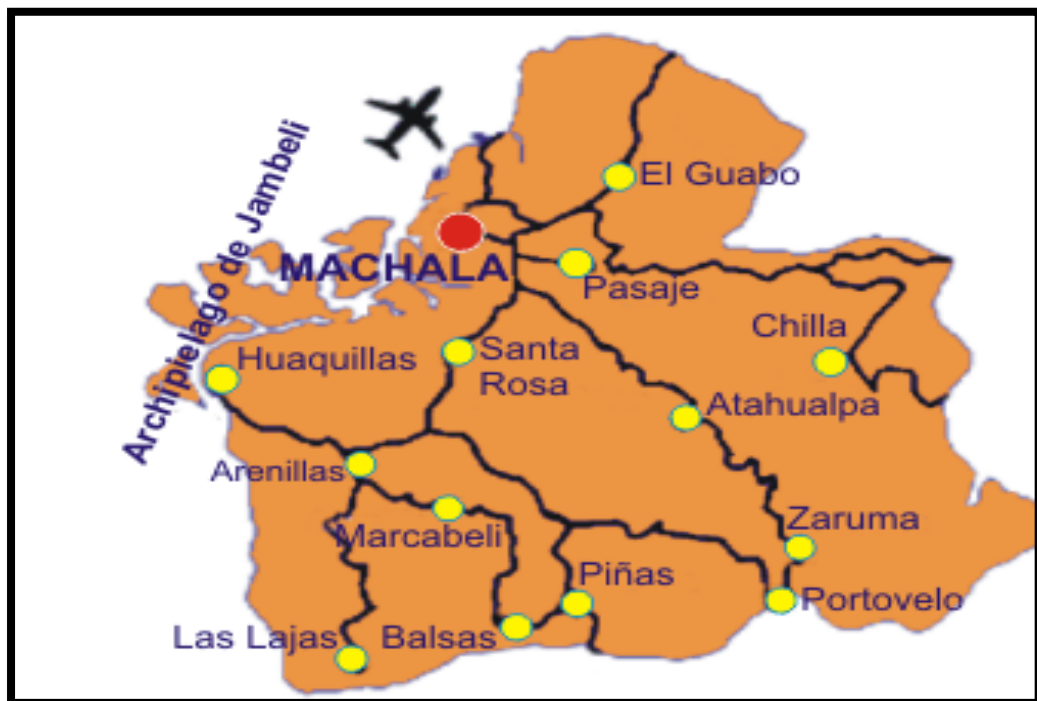 El Guabo
Archipielago de Jambeli
MACHALA
Pasaje
Chilla
Huaquillas
Santa
Rosa
Atahualpa
Arenillas
Zaruma
Marcabeli
Piñas
Portovelo
Las Lajas
Balsas